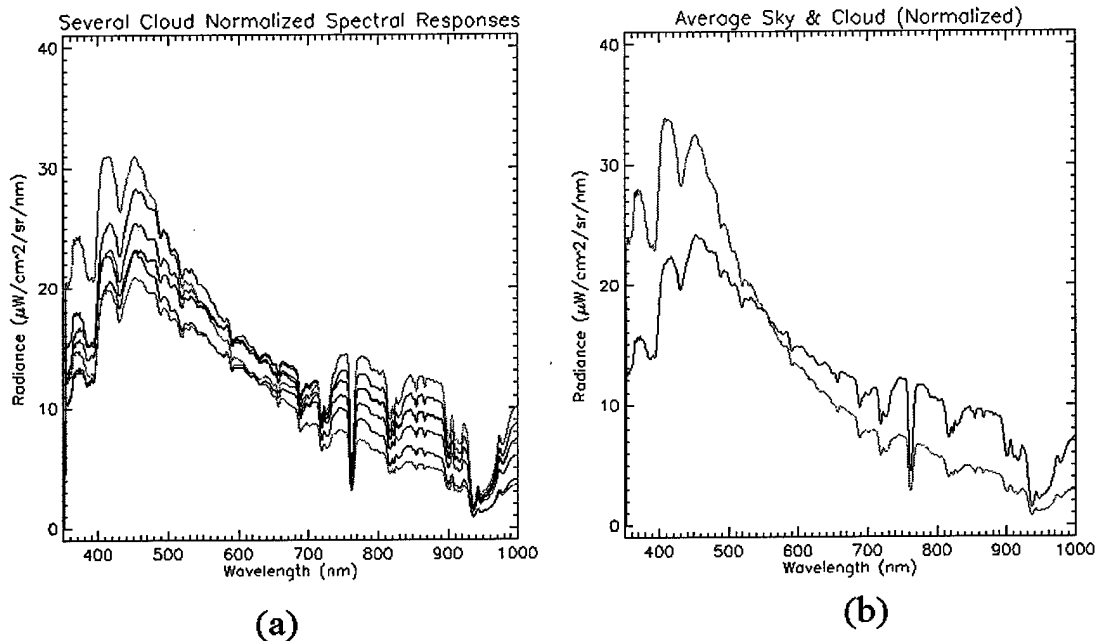 Several Cloud Normalized Spectral Responses
40
30
20
10
0
Radiance (μW/cm^2/sr/nm)
400 500 600 700 800 900 1000
Wavelength (nm)
(a)
Average Sky & Cloud (Normalized)
40
30
20
10
0
Radiance (μW/cm^2/sr/nm)
400 500 600 700 800 900 1000
Wavelength (nm)
(b)